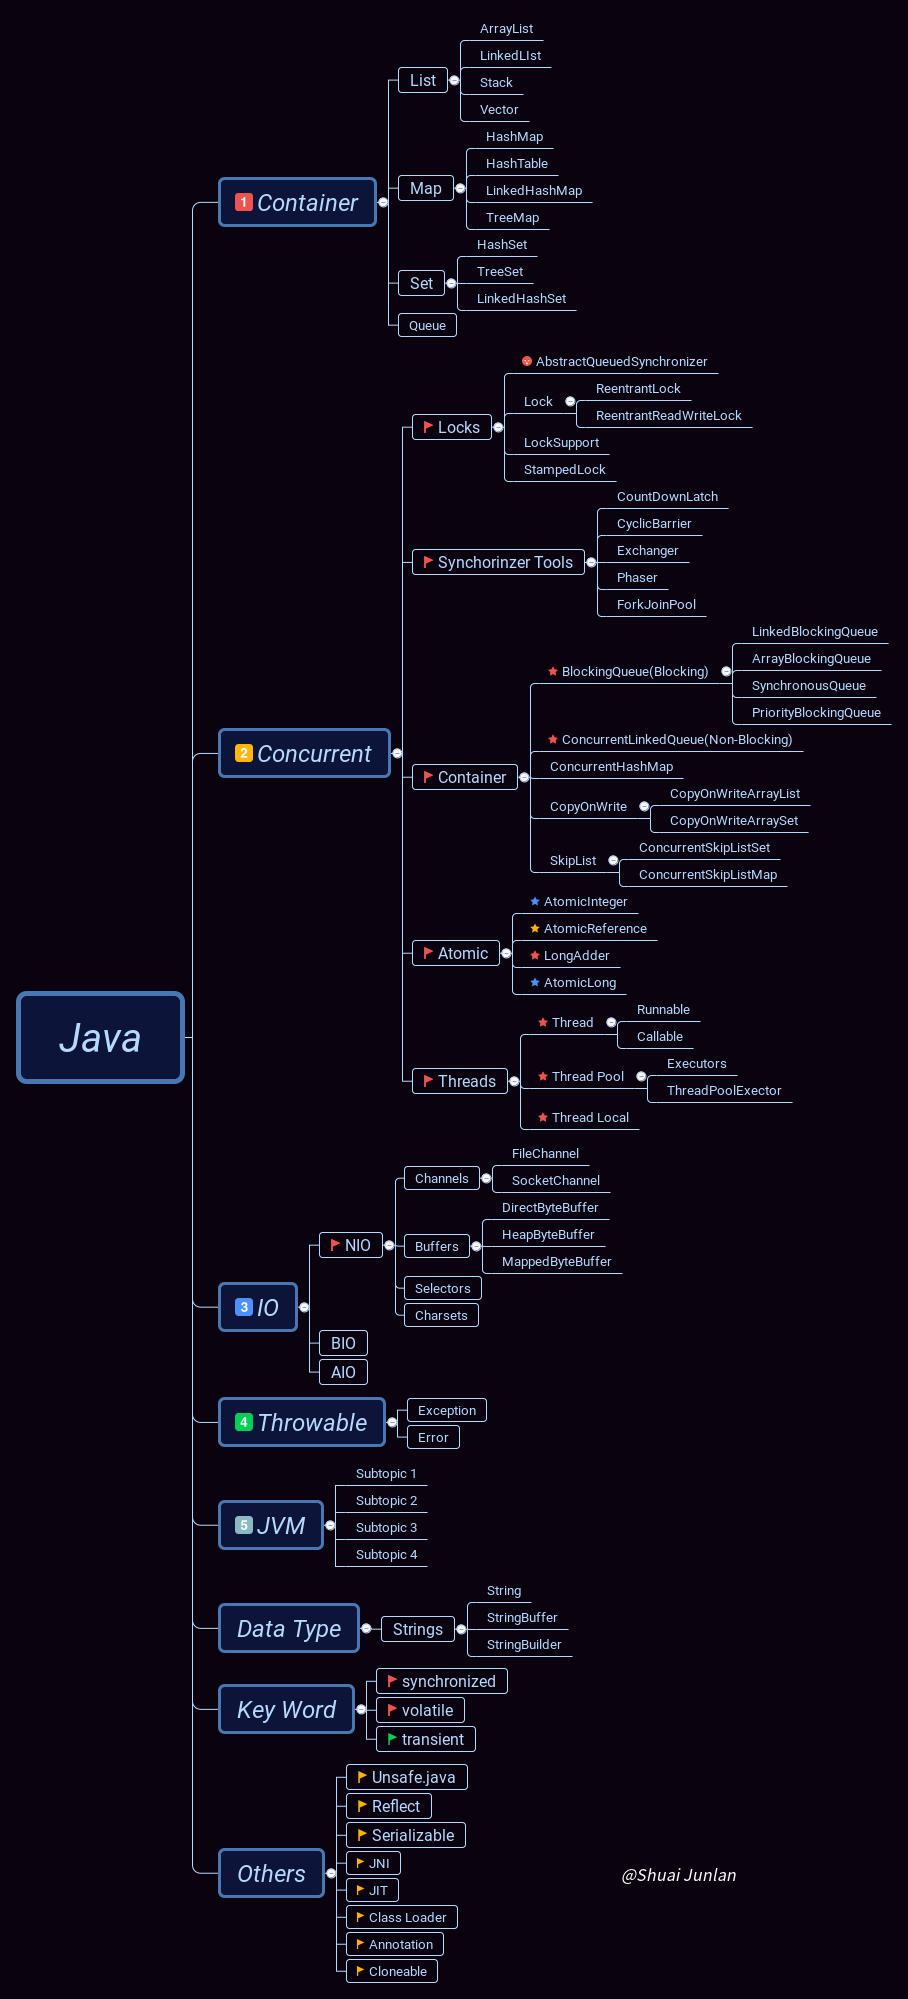 Java
1 Container
List
ArrayList
LinkedLIst
Stack
Vector
Map
HashMap
HashTable
LinkedHashMap
TreeMap
Set
HashSet
TreeSet
LinkedHashSet
Queue
2 Concurrent
Locks
AbstractQueuedSynchronizer
Lock
ReentrantLock
ReentrantReadWriteLock
LockSupport
StampedLock
Synchorinzer Tools
CountDownLatch
CyclicBarrier
Exchanger
Phaser
ForkJoinPool
Container
BlockingQueue(Blocking)
LinkedBlockingQueue
ArrayBlockingQueue
SynchronousQueue
PriorityBlockingQueue
ConcurrentLinkedQueue(Non-Blocking)
ConcurrentHashMap
CopyOnWrite
CopyOnWriteArrayList
CopyOnWriteArraySet
SkipList
ConcurrentSkipListSet
ConcurrentSkipListMap
Atomic
AtomicInteger
AtomicReference
LongAdder
AtomicLong
Threads
Thread
Runnable
Callable
Thread Pool
Executors
ThreadPoolExector
Thread Local
3 IO
NIO
Channels
FileChannel
SocketChannel
Buffers
DirectByteBuffer
HeapByteBuffer
MappedByteBuffer
Selectors
Charsets
BIO
AIO
4 Throwable
Exception
Error
5 JVM
Subtopic 1
Subtopic 2
Subtopic 3
Subtopic 4
Data Type
Strings
String
StringBuffer
StringBuilder
Key Word
synchronized
volatile
transient
Others
Unsafe.java
Reflect
Serializable
JNI
JIT
Class Loader
Annotation
Cloneable
@Shuai Junlan